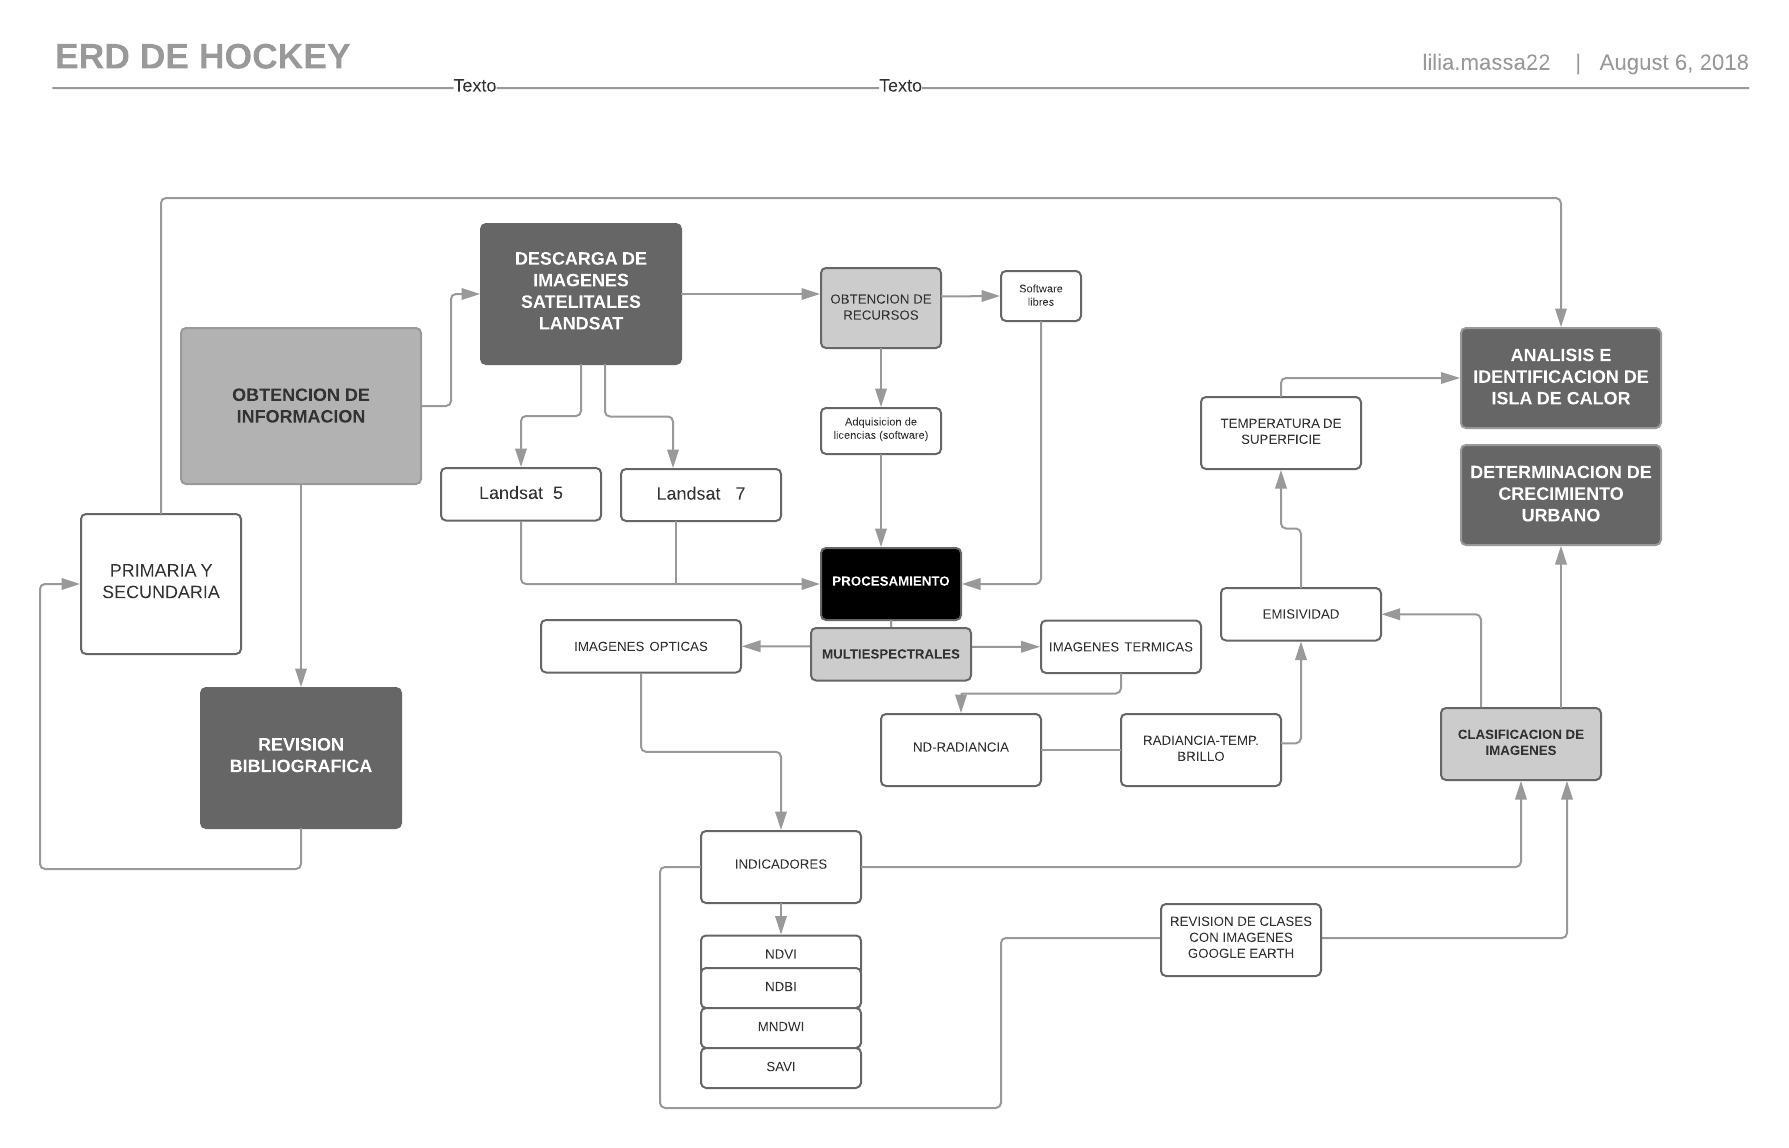 ERD DE HOCKEY
lilia.massa22 | August 6, 2018
Texto
Texto
DESCARGA DE
IMAGENES
SATELITALES
LANDSAT
OBTENCION DE
RECURSOS
Software
libres
OBTENCION DE
INFORMACION
ANALISIS E
IDENTIFICACION DE
ISLA DE CALOR
Adquisicion de
licencias (software)
TEMPERATURA DE
SUPERFICIE
Landsat 5
Landsat 7
DETERMINACION DE
CRECIMIENTO
URBANO
PRIMARIA Y
SECUNDARIA
PROCESAMIENTO
EMISIVIDAD
IMAGENES OPTICAS
MULTIESPECTRALES
IMAGENES TERMICAS
REVISION
BIBLIOGRAFICA
ND-RADIANCIA
RADIANCIA-TEMP.
BRILLO
CLASIFICACION DE
IMAGENES
INDICADORES
REVISION DE CLASES
CON IMAGENES
GOOGLE EARTH
NDVI
NDBI
MNDWI
SAVI